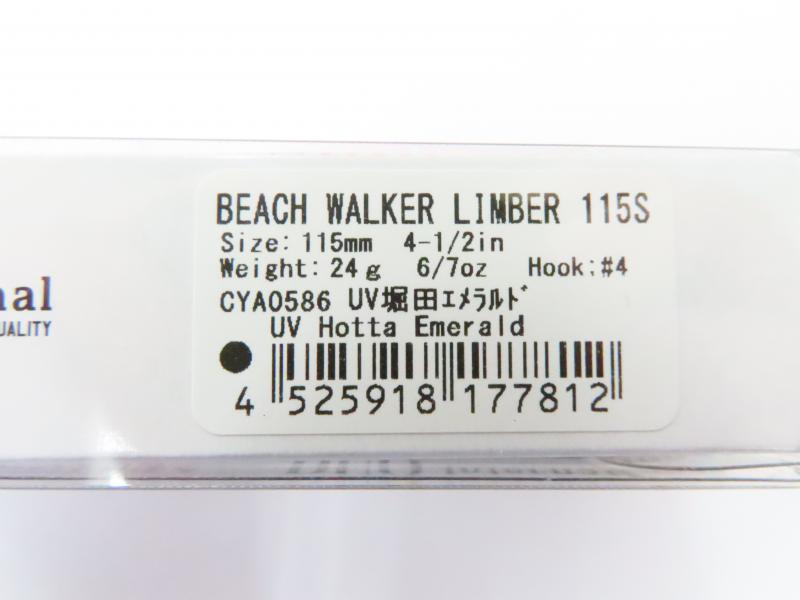 BEACH WALKER LIMBER 115S
Size: 115mm 4-1/2in
Weight: 24g 6/7oz Hook:#4
CYA0586 UV堀田ｴﾒﾗﾙﾄﾞ
UV Hotta Emerald
4 525918 177812
nal
UALITY